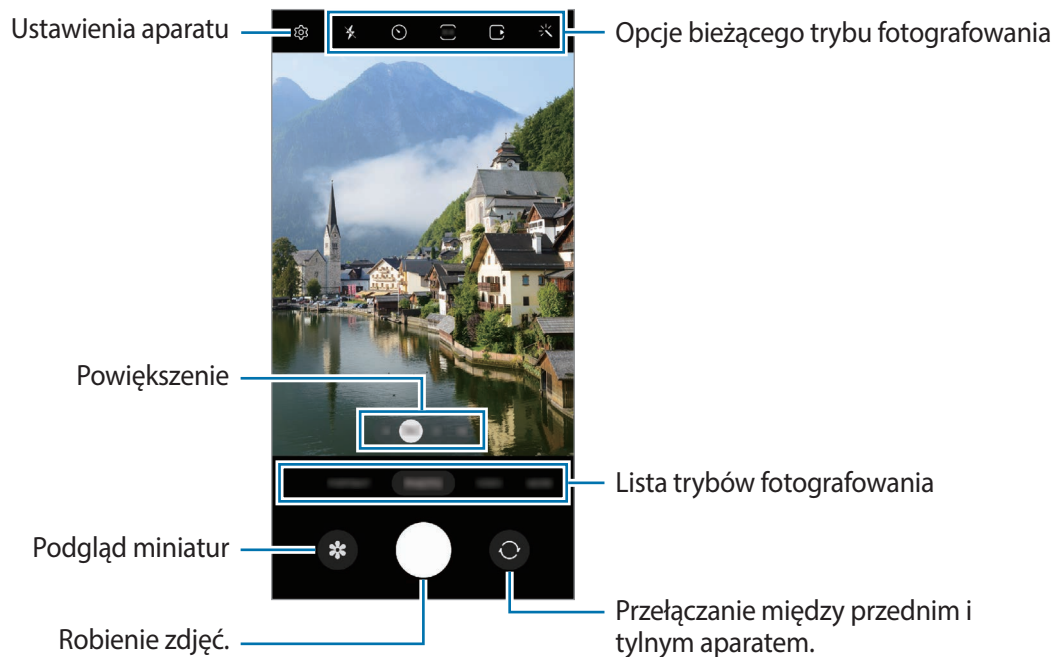 Ustawienia aparatu
Opcje bieżącego trybu fotografowania
Powiększenie
Lista trybów fotografowania
Podgląd miniatur
Robienie zdjęć.
Przełączanie między przednim i
tylnym aparatem.